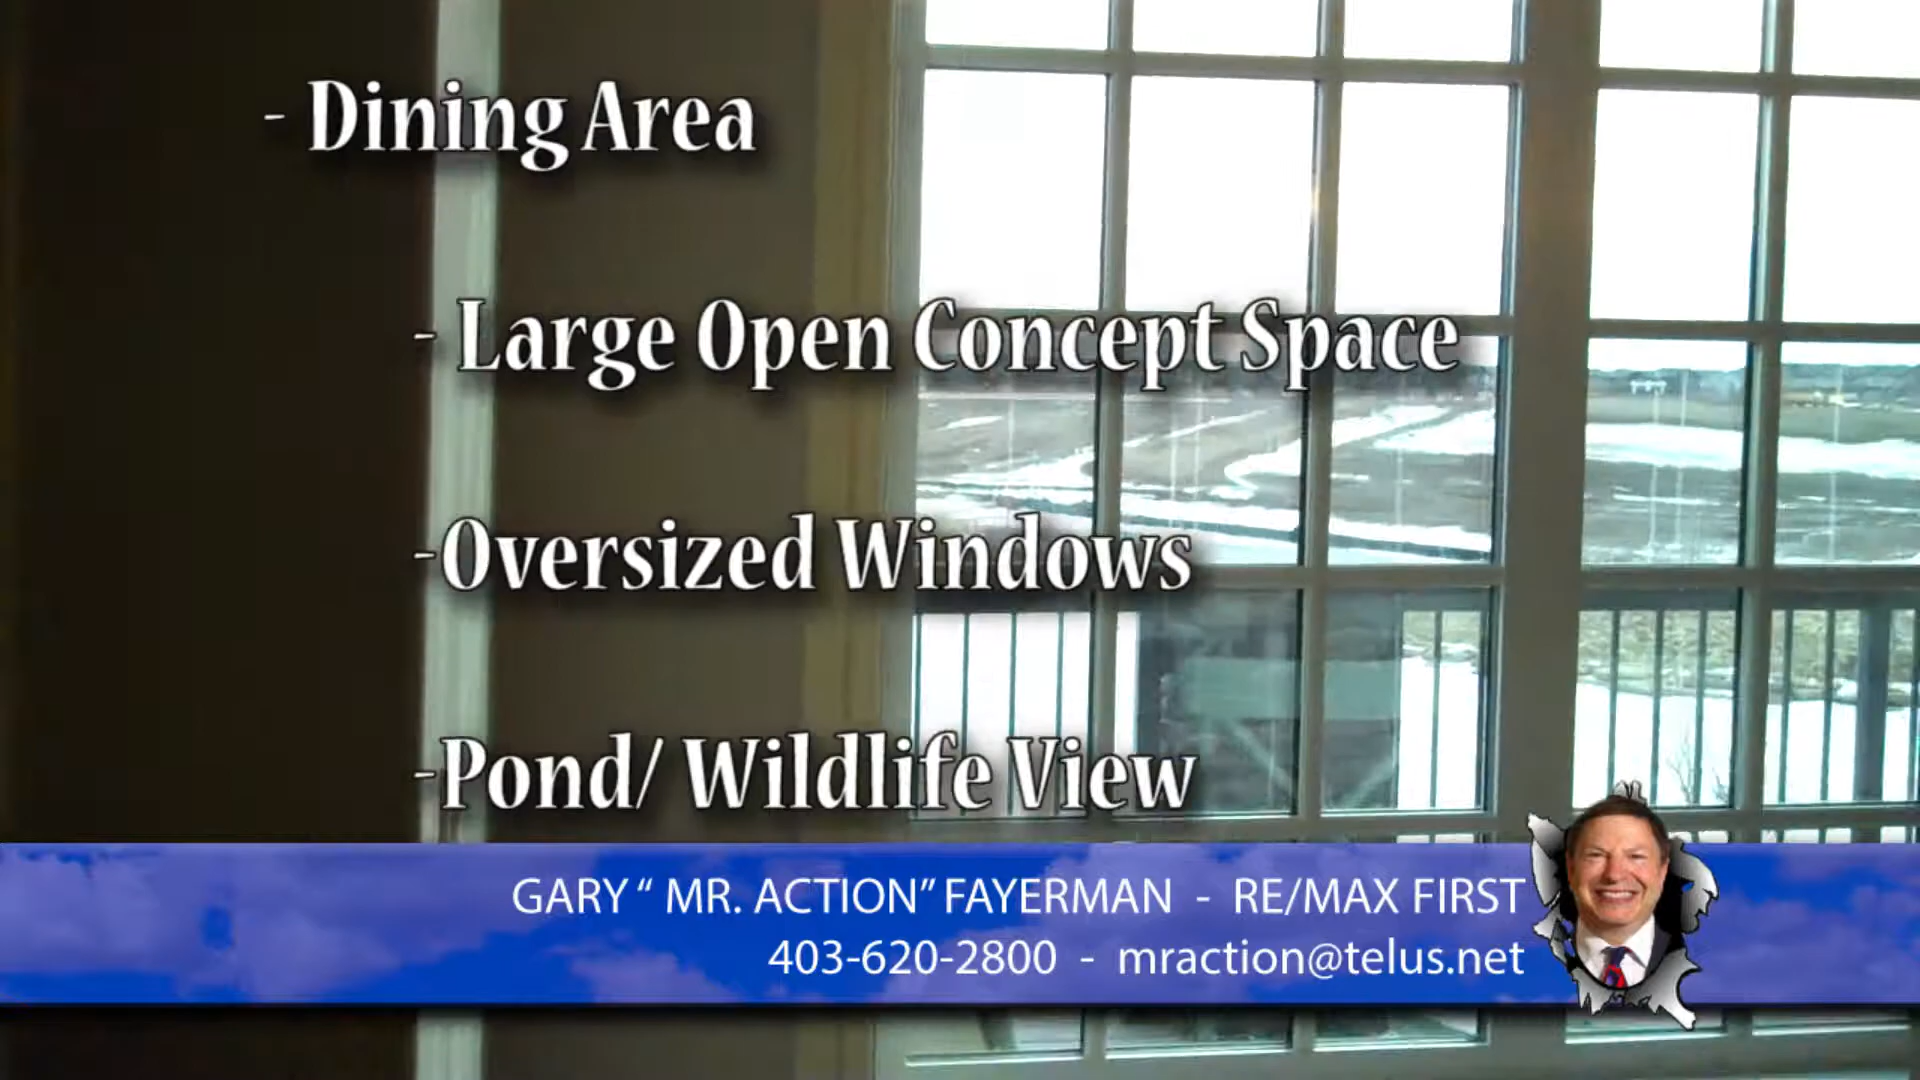 - Dining Area
- Large Open Concept Space
-Oversized Windows
-Pond/ Wildlife View
GARY “ MR. ACTION” FAYERMAN - RE/MAX FIRST
403-620-2800 - mraction@telus.net